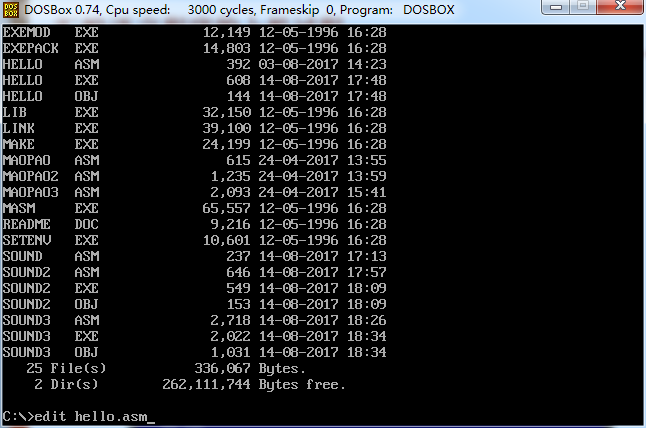 DOSBox 0.74, Cpu speed: 3000 cycles, Frameskip 0, Program: DOSBOX
EXEMOD EXE 12,149 12-05-1996 16:28
EXEPACK EXE 14,803 12-05-1996 16:28
HELLO ASM 392 03-08-2017 14:23
HELLO EXE 608 14-08-2017 17:48
HELLO OBJ 144 14-08-2017 17:48
LIB EXE 32,150 12-05-1996 16:28
LINK EXE 39,100 12-05-1996 16:28
MAKE EXE 24,199 12-05-1996 16:28
MAOPAO ASM 615 24-04-2017 13:55
MAOPAO2 ASM 1,235 24-04-2017 13:59
MAOPAO3 ASM 2,093 24-04-2017 15:41
MASM EXE 65,557 12-05-1996 16:28
README DOC 9,216 12-05-1996 16:28
SETENV EXE 10,601 12-05-1996 16:28
SOUND ASM 237 14-08-2017 17:13
SOUND2 ASM 646 14-08-2017 17:57
SOUND2 EXE 549 14-08-2017 18:09
SOUND2 OBJ 153 14-08-2017 18:09
SOUND3 ASM 2,718 14-08-2017 18:26
SOUND3 EXE 2,022 14-08-2017 18:34
SOUND3 OBJ 1,031 14-08-2017 18:34
25 File(s) 336,067 Bytes.
2 Dir(s) 262,111,744 Bytes free.
C:\>edit hello.asm_